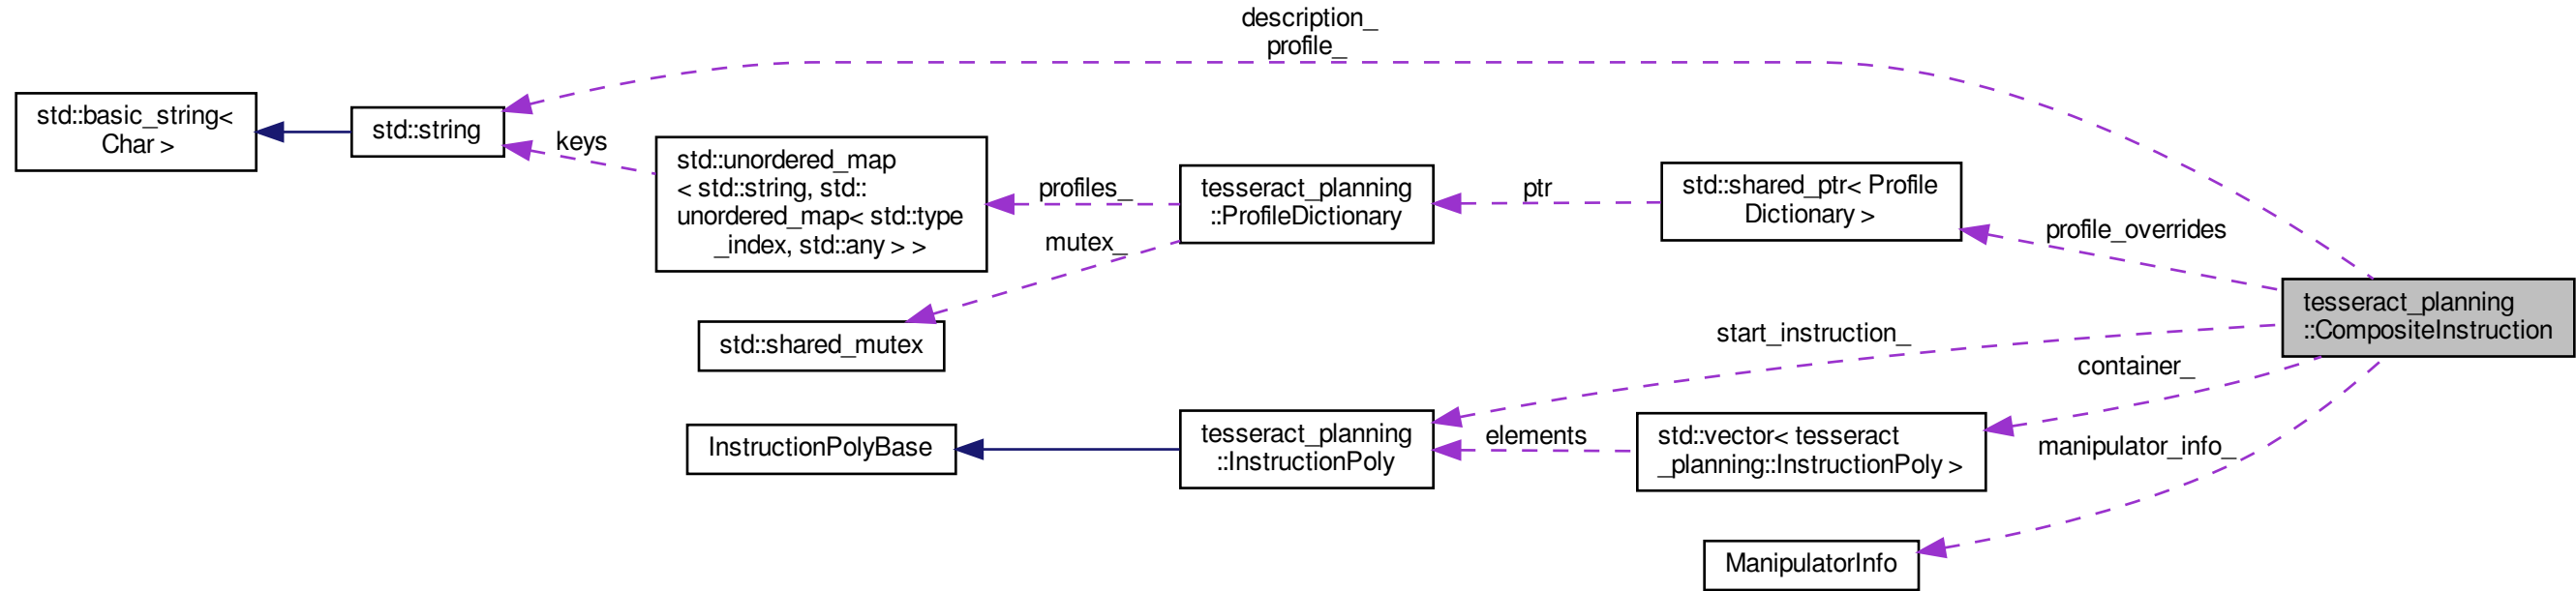 description_
profile_
std::basic_string<
Char >
std::string
keys
std::unordered_map
< std::string, std::
unordered_map< std::type
_index, std::any > >
profiles_
mutex_
tesseract_planning
::ProfileDictionary
ptr
std::shared_ptr< Profile
Dictionary >
profile_overrides
tesseract_planning
::CompositeInstruction
std::shared_mutex
start_instruction_
container_
InstructionPolyBase
tesseract_planning
::InstructionPoly
elements
std::vector< tesseract
_planning::InstructionPoly >
manipulator_info_
ManipulatorInfo